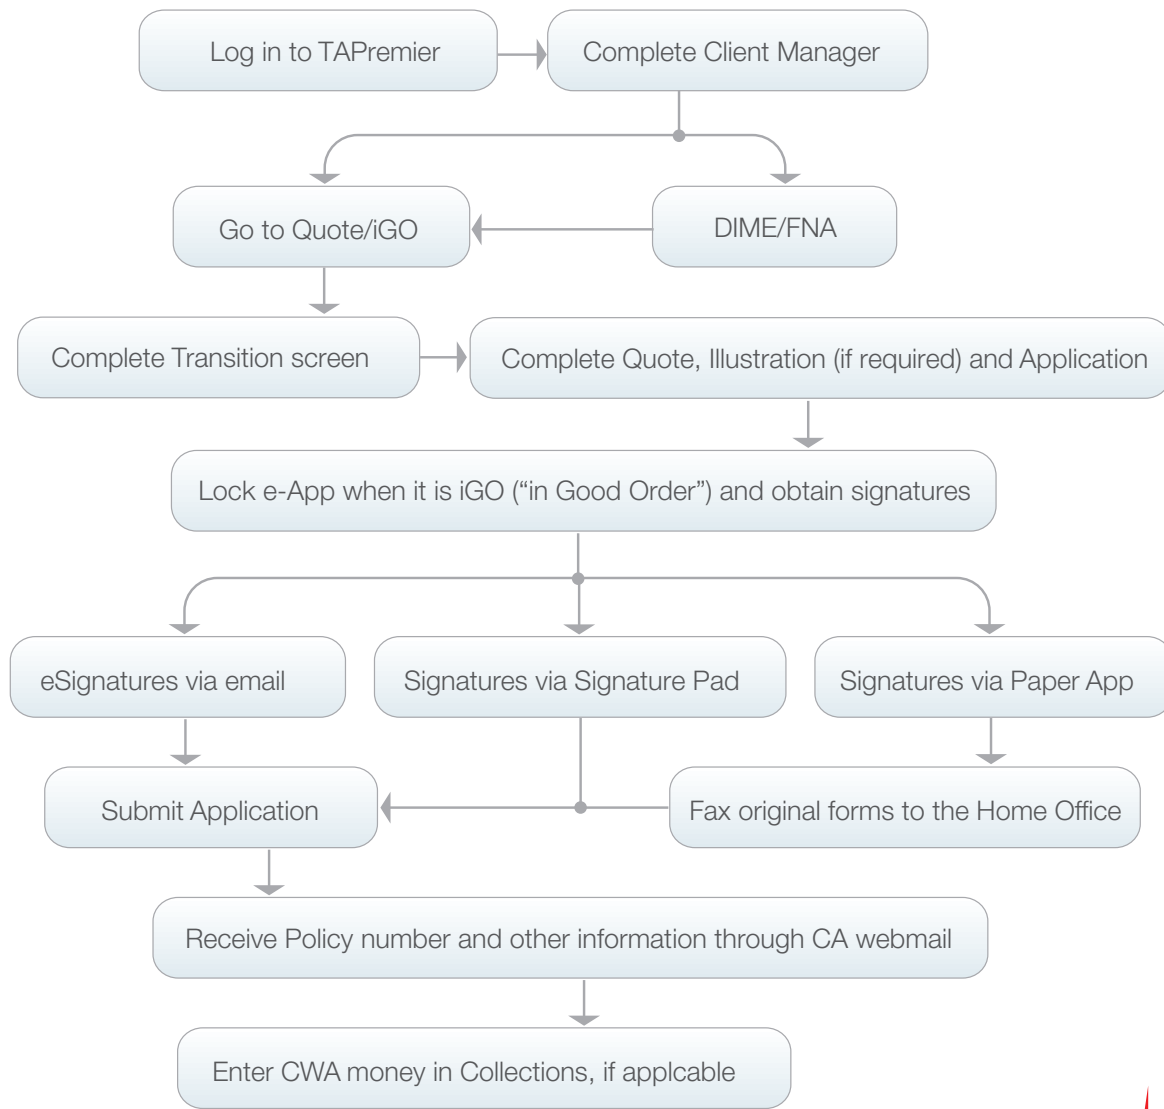 Log in to TAPremier
Complete Client Manager
Go to Quote/iGO
DIME/FNA
Complete Transition screen
Complete Quote, Illustration (if required) and Application
Lock e-App when it is iGO (“in Good Order”) and obtain signatures
eSignatures via email
Signatures via Signature Pad
Signatures via Paper App
Submit Application
Fax original forms to the Home Office
Receive Policy number and other information through CA webmail
Enter CWA money in Collections, if applcable